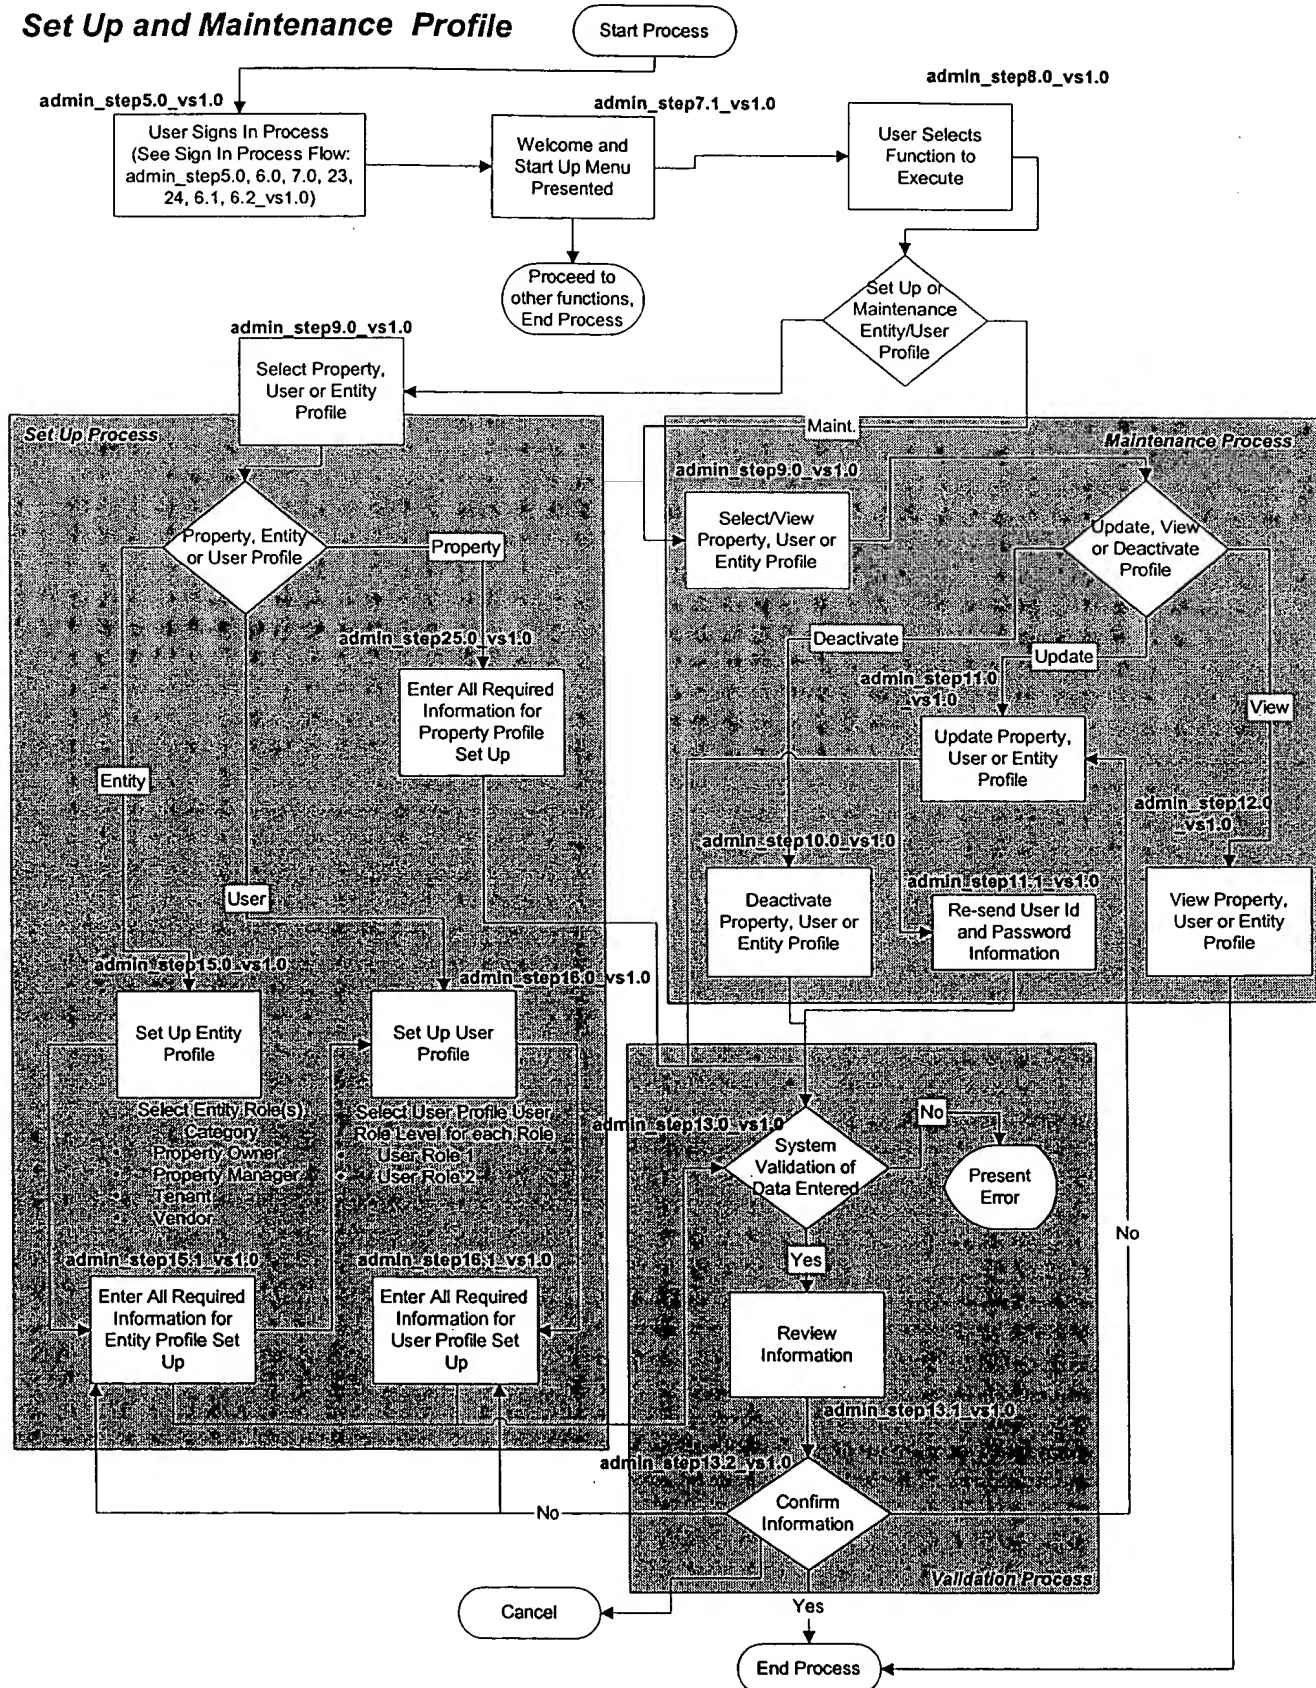 Set Up and Maintenance Profile
Start Process
admin_step5.0_vs1.0
User Signs In Process
(See Sign In Process Flow:
admin_step5.0, 6.0, 7.0, 23,
24, 6.1, 6.2_vs1.0)
admin_step7.1_vs1.0
Welcome and
Start Up Menu
Presented
admin_step8.0_vs1.0
User Selects
Function to
Execute
Proceed to
other functions,
End Process
Set Up or
Maintenance
Entity/User
Profile
admin_step9.0_vs1.0
Select Property,
User or Entity
Profile
Set Up Process
Property, Entity
or User Profile
Property
admin_step25.0_vs1.0
Enter All Required
Information for
Property Profile
Set Up
Entity
User
admin_step15.0_vs1.0
Set Up Entity
Profile
Select Entity Role(s)
Category
Property Owner
Property Manager
Tenant
Vendor
admin_step16.0_vs1.0
Set Up User
Profile
Select User Profile User
Role Level for each Role
User Role 1
User Role 2
admin_step15.1_vs1.0
Enter All Required
Information for
Entity Profile Set
Up
admin_step16.1_vs1.0
Enter All Required
Information for
User Profile Set
Up
Maint.
Maintenance Process
admin_step9.0_vs1.0
Select/View
Property, User or
Entity Profile
Update, View
or Deactivate
Profile
Deactivate
Update
View
admin_step11.0
_vs1.0
Update Property,
User or Entity
Profile
admin_step12.0
_vs1.0
View Property,
User or Entity
Profile
admin_step10.0_vs1.0
Deactivate
Property, User or
Entity Profile
admin_step11.1_vs1.0
Re-send User Id
and Password
Information
admin_step13.0_vs1.0
System
Validation of
Data Entered
No
Present
Error
Yes
Review
Information
admin_step13.1_vs1.0
admin_step13.2_vs1.0
Confirm
Information
No
No
Validation Process
Cancel
Yes
End Process